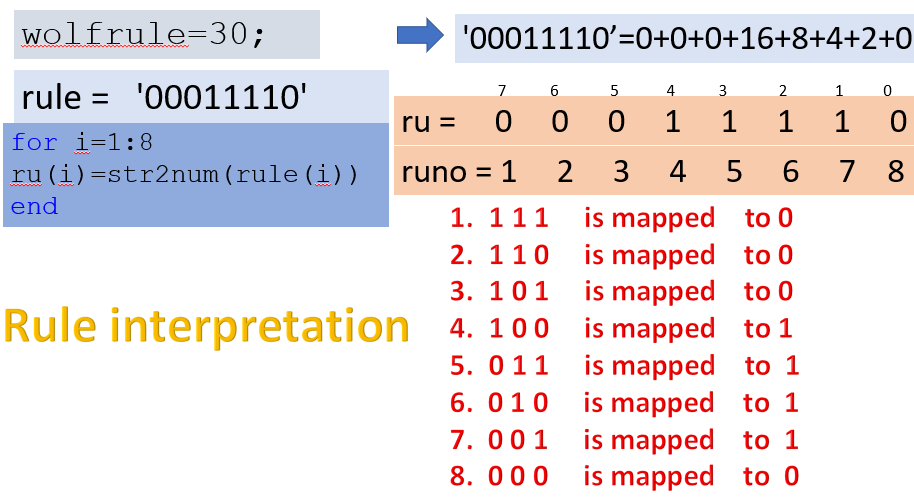 wolfrule=30;
'00011110’=0+0+0+16+8+4+2+0
rule = '00011110'
for i=1:8
ru(i)=str2num(rule(i))
end
7 6 5 4 3 2 1 0
ru = 0 0 0 1 1 1 1 0
runo = 1 2 3 4 5 6 7 8
1. 1 1 1 is mapped to 0
2. 1 1 0 is mapped to 0
3. 1 0 1 is mapped to 0
4. 1 0 0 is mapped to 1
5. 0 1 1 is mapped to 1
6. 0 1 0 is mapped to 1
7. 0 0 1 is mapped to 1
8. 0 0 0 is mapped to 0
Rule interpretation